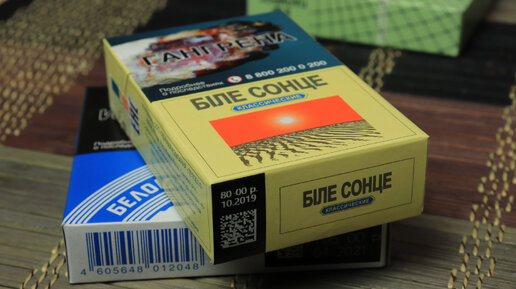 ГАНГРЕНА
Подробнее
о последствиях
8 800 200 0 200
БІЛЕ СОНЦЕ
КЛАССИЧЕСКИЕ
80-00 р.
10.2019
БІЛЕ СОНЦЕ
КЛАССИЧЕСКИЕ
БЕЛО
4 605648 012048
2021